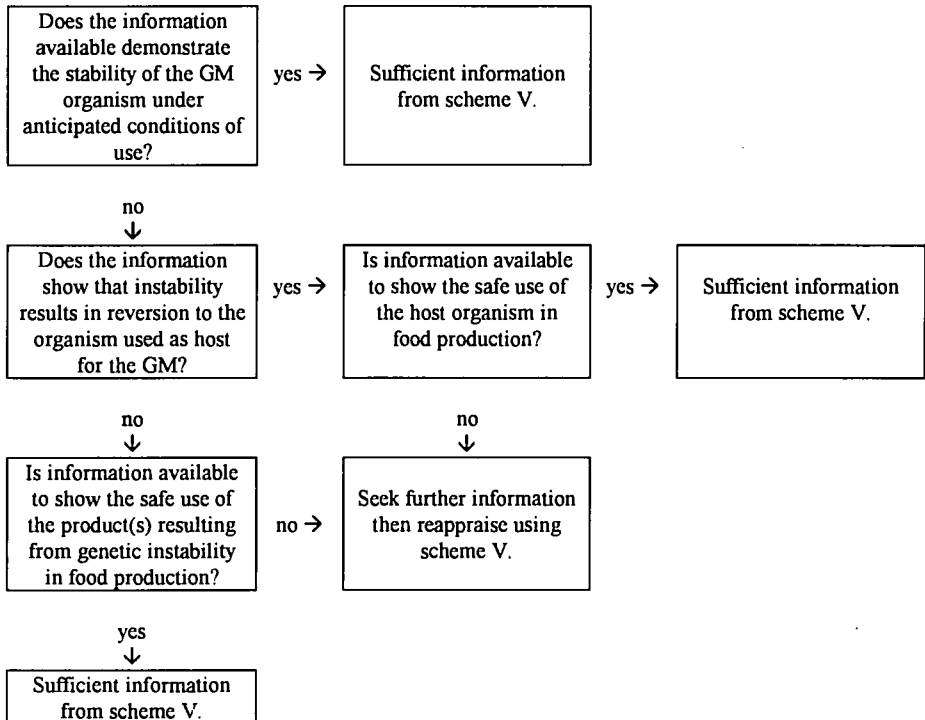 Does the information
available demonstrate
the stability of the GM
organism under
anticipated conditions of
use?
yes →
Sufficient information
from scheme V.
no
↓
Does the information
show that instability
results in reversion to the
organism used as host
for the GM?
yes →
Is information available
to show the safe use of
the host organism in
food production?
yes →
Sufficient information
from scheme V.
no
↓
no
↓
Is information available
to show the safe use of
the product(s) resulting
from genetic instability
in food production?
no →
Seek further information
then reappraise using
scheme V.
yes
↓
Sufficient information
from scheme V.